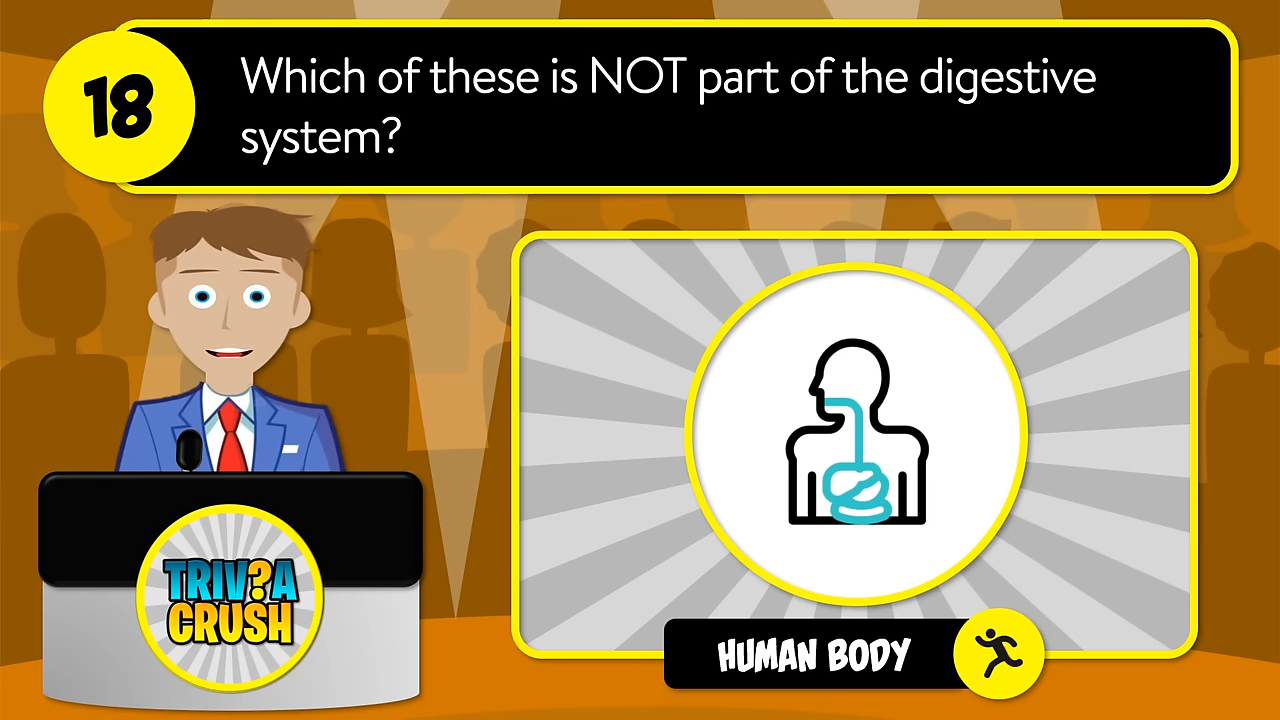 18
Which of these is NOT part of the digestive
system?
TRIV?A
CRUSH
HUMAN BODY